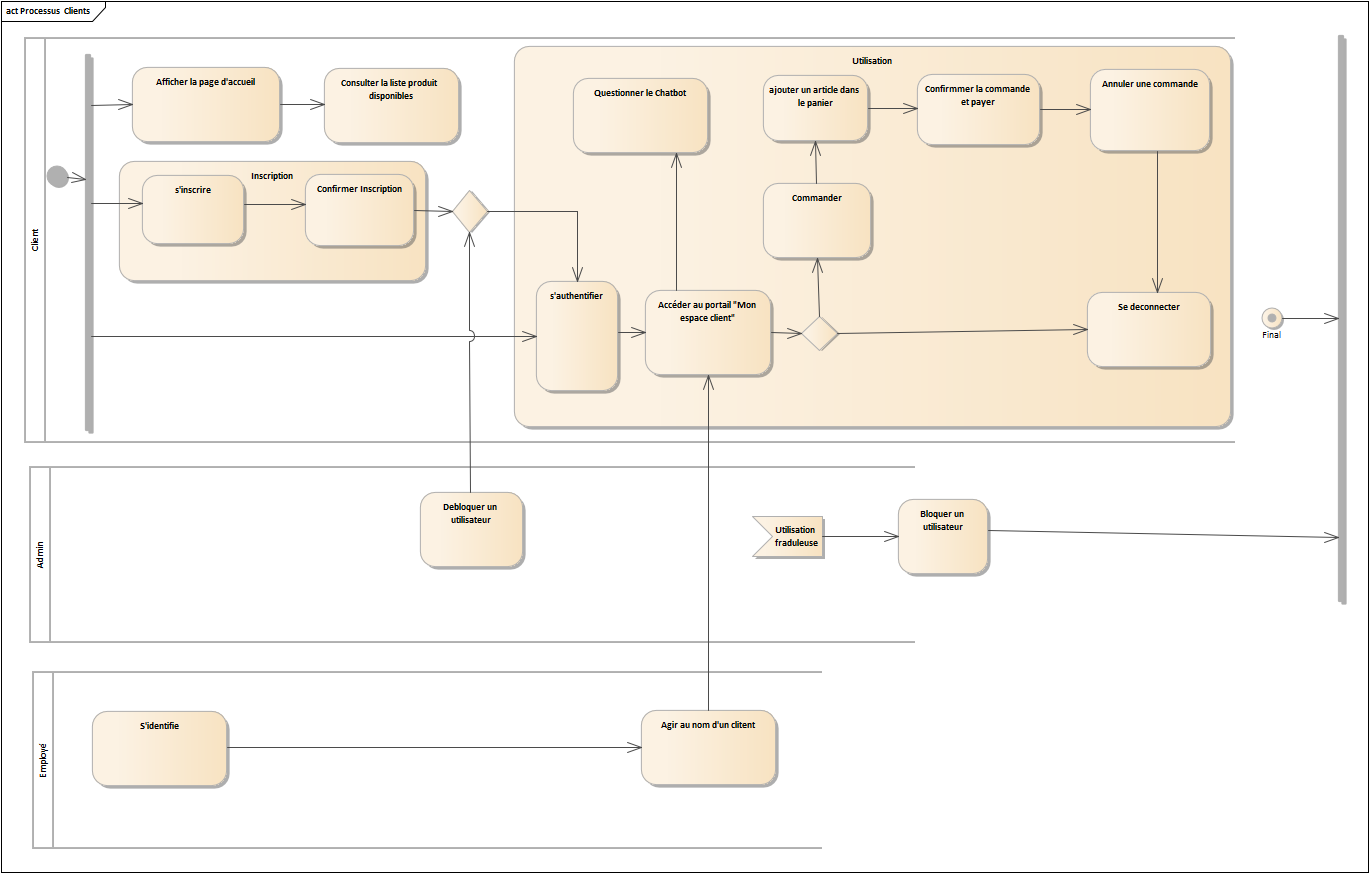 act Processus Clients
Client
Afficher la page d'accueil
Consulter la liste produit
disponibles
Inscription
s'inscrire
Confirmer Inscription
Utilisation
Questionner le Chatbot
ajouter un article dans
le panier
Confirmmer la commande
et payer
Annuler une commande
Commander
s'authentifier
Accéder au portail "Mon
espace client"
Se deconnecter
Final
Admin
Debloquer un
utilisateur
Utilisation
fraduleuse
Bloquer un
utilisateur
Employé
S'identifie
Agir au nom d'un clitent